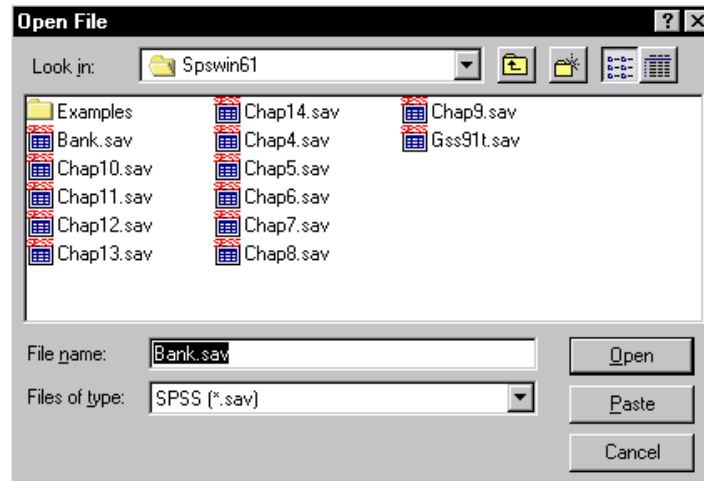 Open File
Look in: Spswin61
Examples Chap14.sav Chap9.sav
Bank.sav Chap4.sav Gss91t.sav
Chap10.sav Chap5.sav
Chap11.sav Chap6.sav
Chap12.sav Chap7.sav
Chap13.sav Chap8.sav
File name: Bank.sav Open
Files of type: SPSS (*.sav) Paste
Cancel